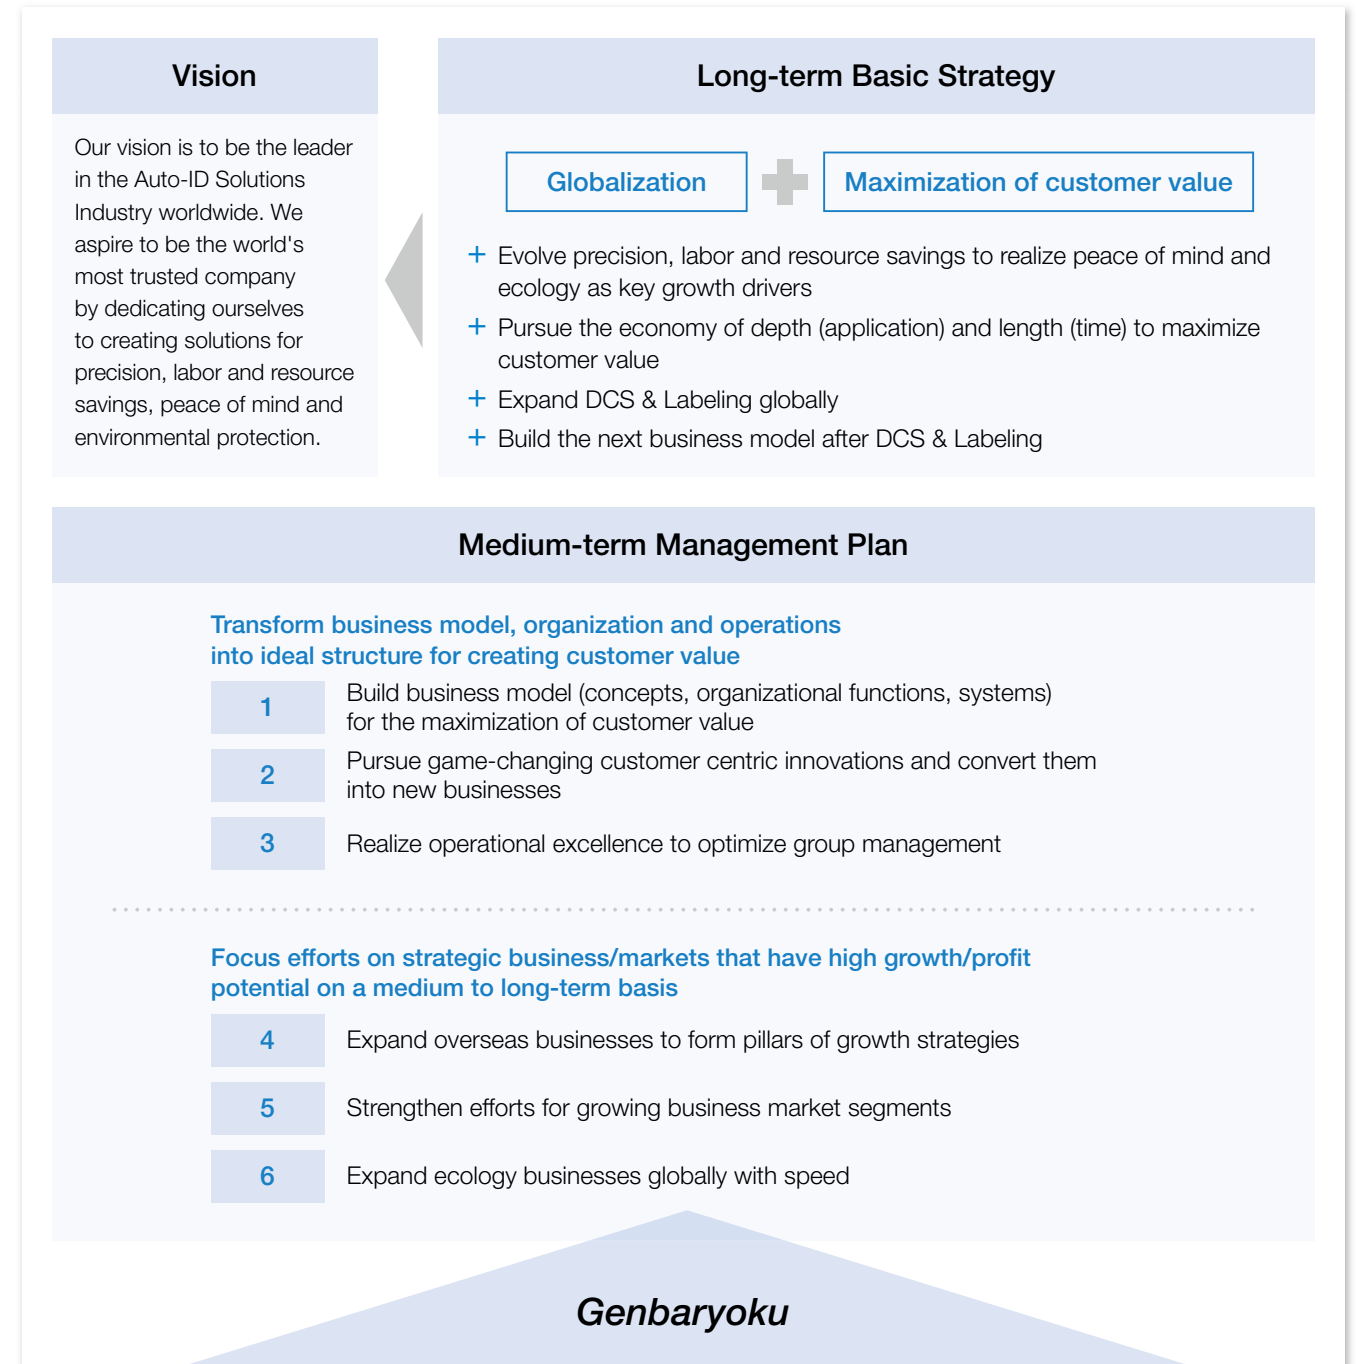 Vision
Our vision is to be the leader
in the Auto-ID Solutions
Industry worldwide. We
aspire to be the world's
most trusted company
by dedicating ourselves
to creating solutions for
precision, labor and resource
savings, peace of mind and
environmental protection.
Long-term Basic Strategy
Globalization
Maximization of customer value
+ Evolve precision, labor and resource savings to realize peace of mind and
ecology as key growth drivers
+ Pursue the economy of depth (application) and length (time) to maximize
customer value
+ Expand DCS & Labeling globally
+ Build the next business model after DCS & Labeling
Medium-term Management Plan
Transform business model, organization and operations
into ideal structure for creating customer value
1
Build business model (concepts, organizational functions, systems)
for the maximization of customer value
2
Pursue game-changing customer centric innovations and convert them
into new businesses
3
Realize operational excellence to optimize group management
Focus efforts on strategic business/markets that have high growth/profit
potential on a medium to long-term basis
4
Expand overseas businesses to form pillars of growth strategies
5
Strengthen efforts for growing business market segments
6
Expand ecology businesses globally with speed
Genbaryoku